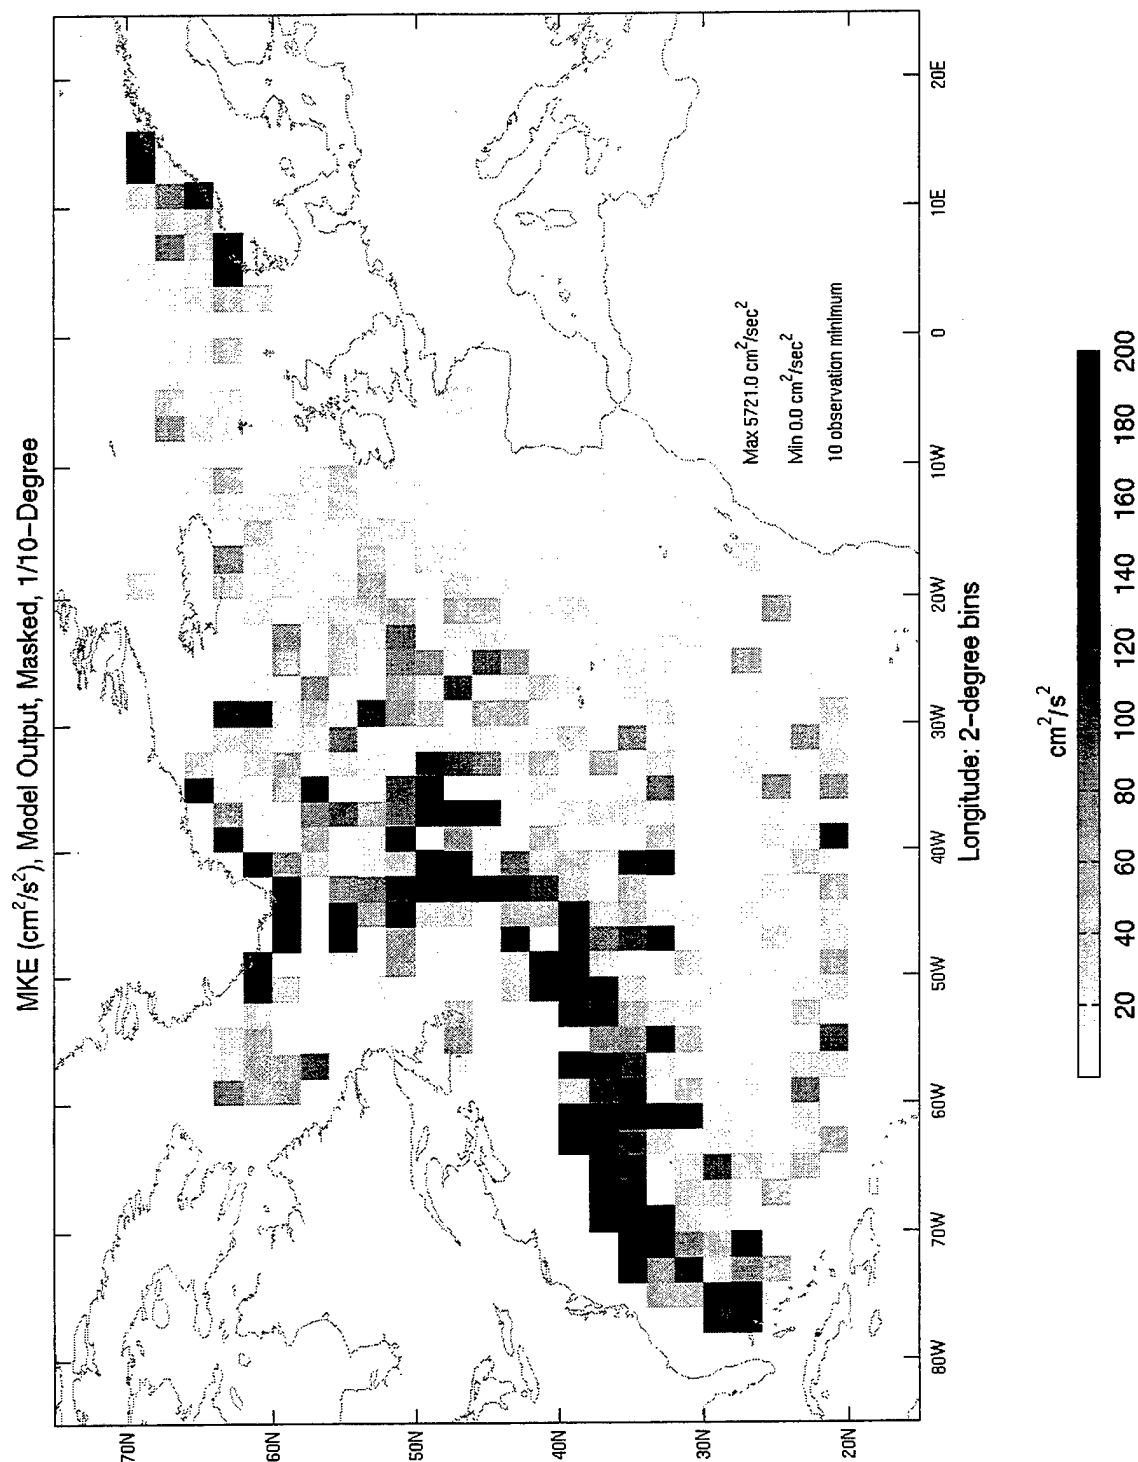 MKE (cm²/s²), Model Output, Masked, 1/10−Degree
70N
60N
50N
40N
30N
20N
80W
70W
60W
50W
40W
30W
20W
10W
0
10E
20E
Max 5721.0 cm²/sec²
Min 0.0 cm²/sec²
10 observation minimum
Longitude: 2−degree bins
cm²/s²
20
40
60
80
100
120
140
160
180
200